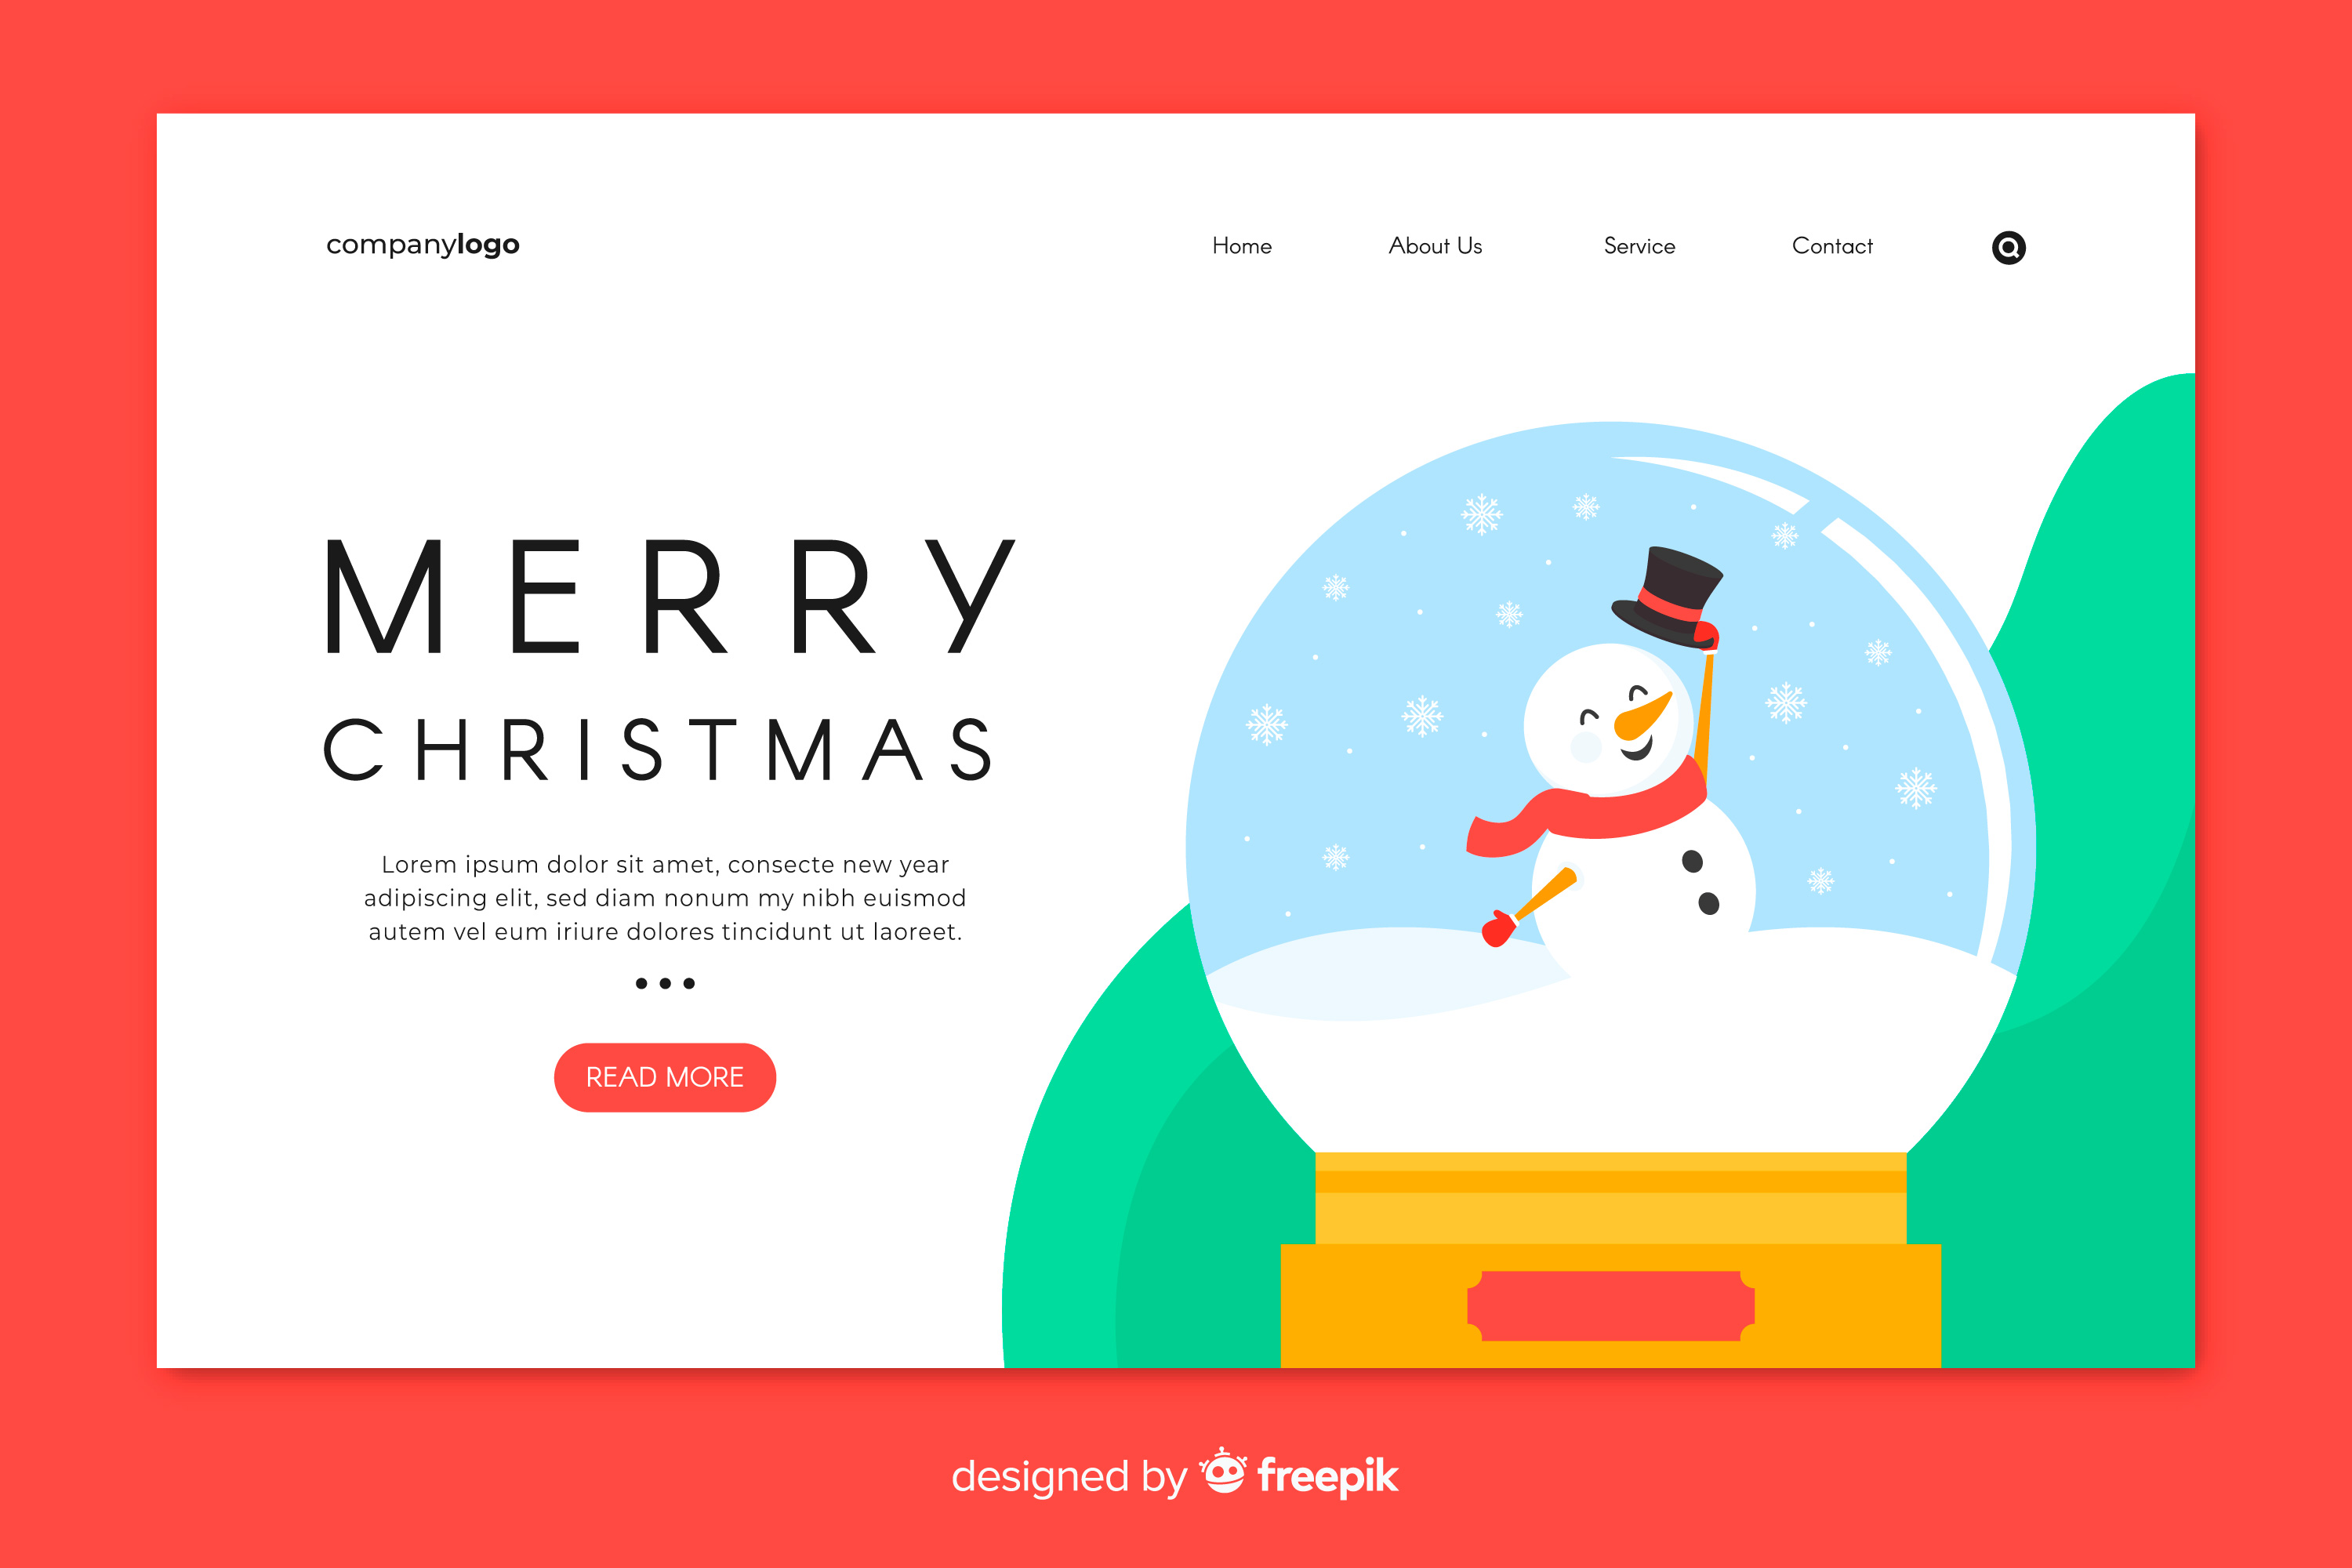 companylogo
Home About Us Service Contact
MERRY
CHRISTMAS
Lorem ipsum dolor sit amet, consecte new year
adipiscing elit, sed diam nonum my nibh euismod
autem vel eum iriure dolores tincidunt ut laoreet.
READ MORE
designed by freepik